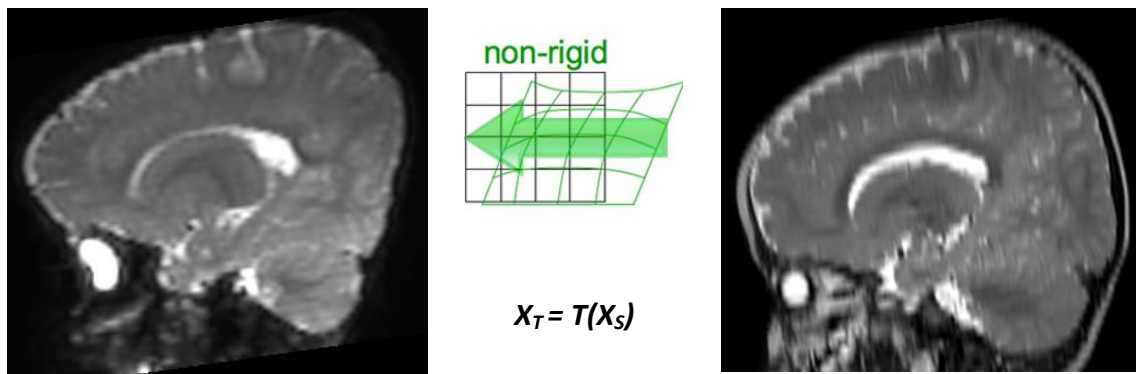 non-rigid
X_T = T(X_S)